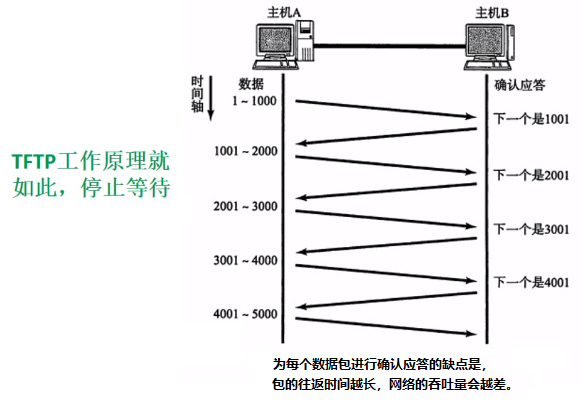 主机A
主机B
时间轴
数据
确认应答
1～1000
下一个是1001
TFTP工作原理就
如此，停止等待
1001～2000
下一个是2001
2001～3000
下一个是3001
3001～4000
下一个是4001
4001～5000
为每个数据包进行确认应答的缺点是，
包的往返时间越长，网络的吞吐量会越差。